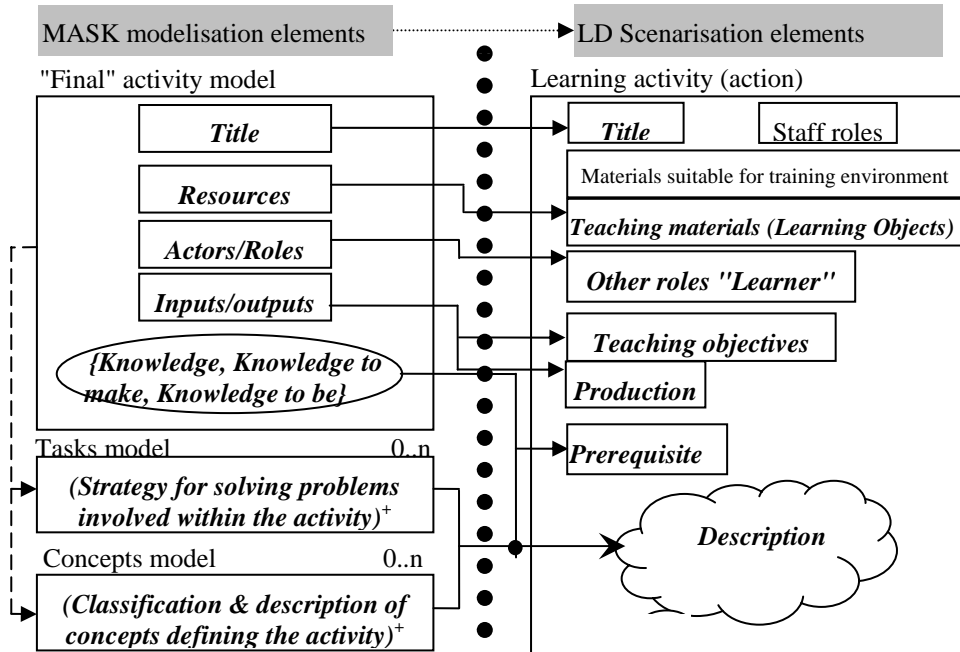 MASK modelisation elements
LD Scenarisation elements
"Final" activity model
Title
Resources
Actors/Roles
Inputs/outputs
{Knowledge, Knowledge to
make, Knowledge to be}
Tasks model 0..n
(Strategy for solving problems
involved within the activity)+
Concepts model 0..n
(Classification & description of
concepts defining the activity)+
Learning activity (action)
Title
Staff roles
Materials suitable for training environment
Teaching materials (Learning Objects)
Other roles "Learner"
Teaching objectives
Production
Prerequisite
Description